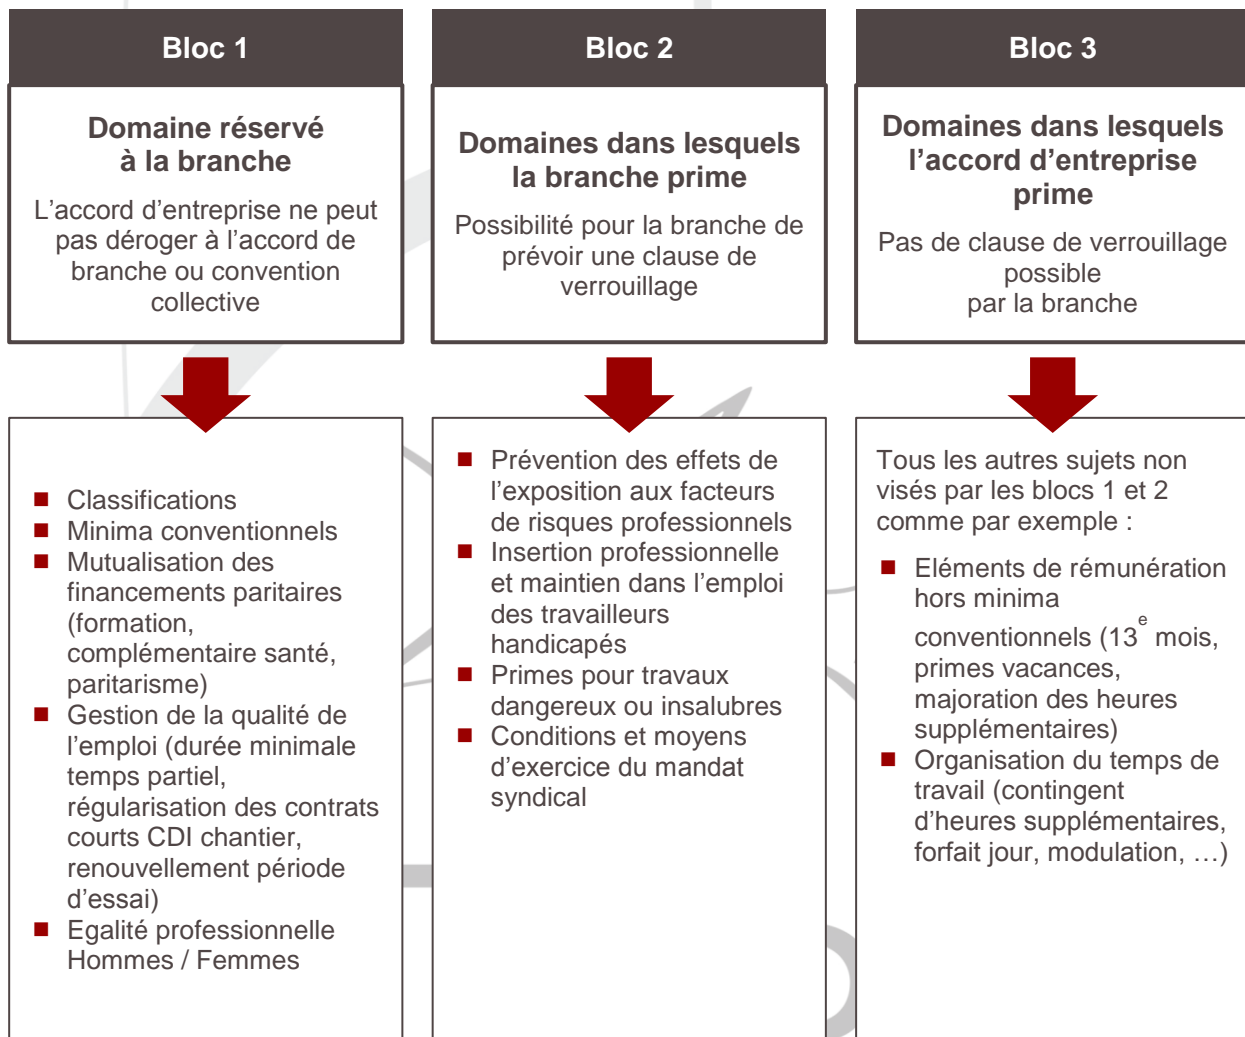 Bloc 1
Domaine réservé
à la branche
L’accord d’entreprise ne peut
pas déroger à l’accord de
branche ou convention
collective
Classifications
Minima conventionnels
Mutualisation des
financements paritaires
(formation,
complémentaire santé,
paritarisme)
Gestion de la qualité de
l’emploi (durée minimale
temps partiel,
régularisation des contrats
courts CDI chantier,
renouvellement période
d’essai)
Egalité professionnelle
Hommes / Femmes
Bloc 2
Domaines dans lesquels
la branche prime
Possibilité pour la branche de
prévoir une clause de
verrouillage
Prévention des effets de
l’exposition aux facteurs
de risques professionnels
Insertion professionnelle
et maintien dans l’emploi
des travailleurs
handicapés
Primes pour travaux
dangereux ou insalubres
Conditions et moyens
d’exercice du mandat
syndical
Bloc 3
Domaines dans lesquels
l’accord d’entreprise
prime
Pas de clause de verrouillage
possible
par la branche
Tous les autres sujets non
visés par les blocs 1 et 2
comme par exemple :
Eléments de rémunération
hors minima
conventionnels (13e mois,
primes vacances,
majoration des heures
supplémentaires)
Organisation du temps de
travail (contingent
d’heures supplémentaires,
forfait jour, modulation, …)